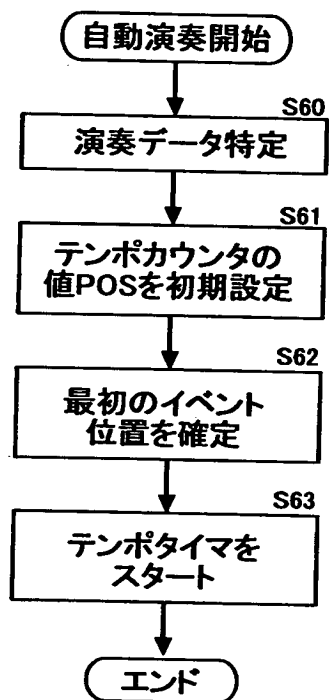 自動演奏開始
S60
演奏データ特定
S61
テンポカウンタの
値POSを初期設定
S62
最初のイベント
位置を確定
S63
テンポタイマを
スタート
エンド